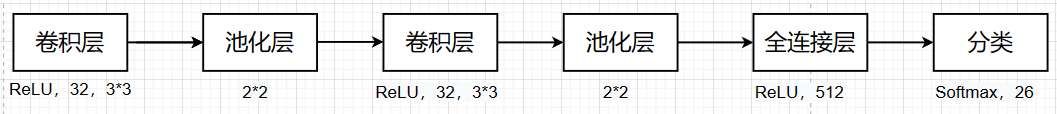 卷积层
池化层
卷积层
池化层
全连接层
分类
ReLU，32，3*3
2*2
ReLU，32，3*3
2*2
ReLU，512
Softmax，26